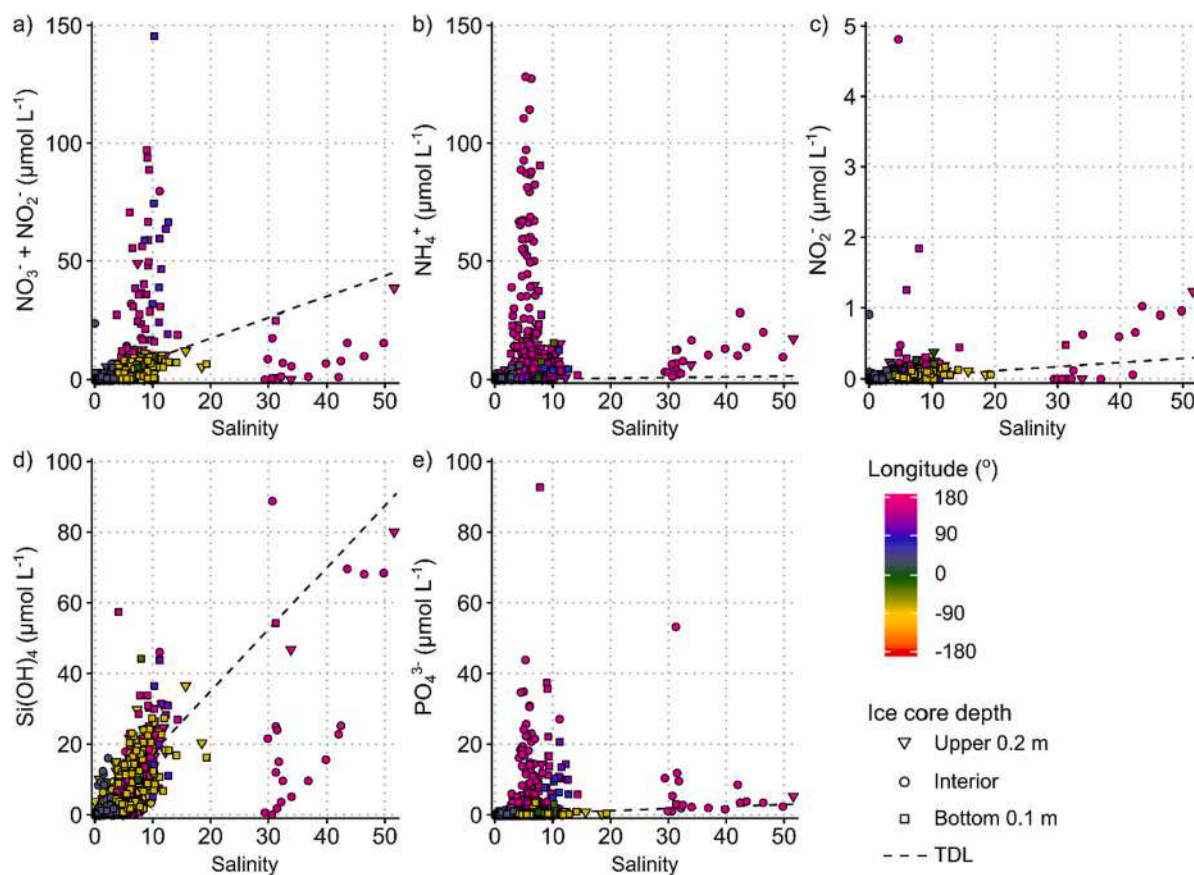 a)
NO₃⁻ + NO₂⁻ (µmol L⁻¹)
150
100
50
0
0 10 20 30 40 50
Salinity
b)
NH₄⁺ (µmol L⁻¹)
150
100
50
0
0 10 20 30 40 50
Salinity
c)
NO₂⁻ (µmol L⁻¹)
5
4
3
2
1
0
0 10 20 30 40 50
Salinity
d)
Si(OH)₄ (µmol L⁻¹)
100
80
60
40
20
0
0 10 20 30 40 50
Salinity
e)
PO₄³⁻ (µmol L⁻¹)
100
80
60
40
20
0
0 10 20 30 40 50
Salinity
Longitude (º)
180
90
0
-90
-180
Ice core depth
Upper 0.2 m
Interior
Bottom 0.1 m
TDL